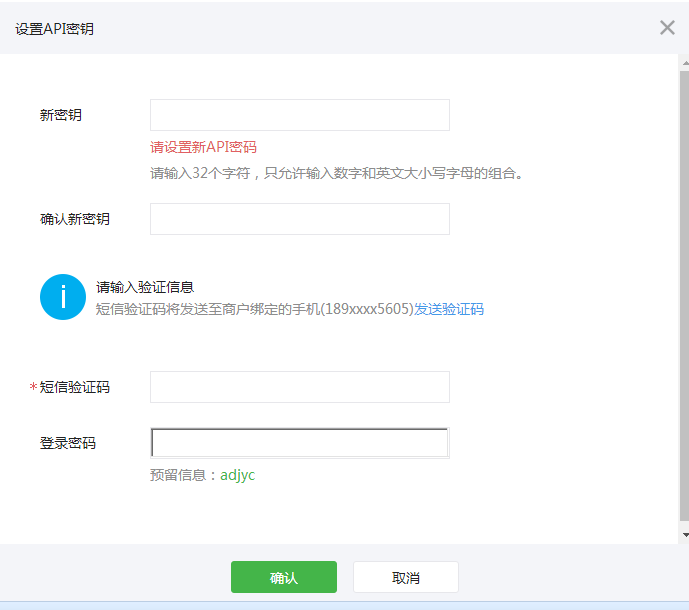 设置API密钥
新密钥
请设置新API密码
请输入32个字符，只允许输入数字和英文大小写字母的组合。
确认新密钥
i
请输入验证信息
短信验证码将发送至商户绑定的手机(189xxxx5605)发送验证码
*短信验证码
登录密码
预留信息：adjyc
确认
取消